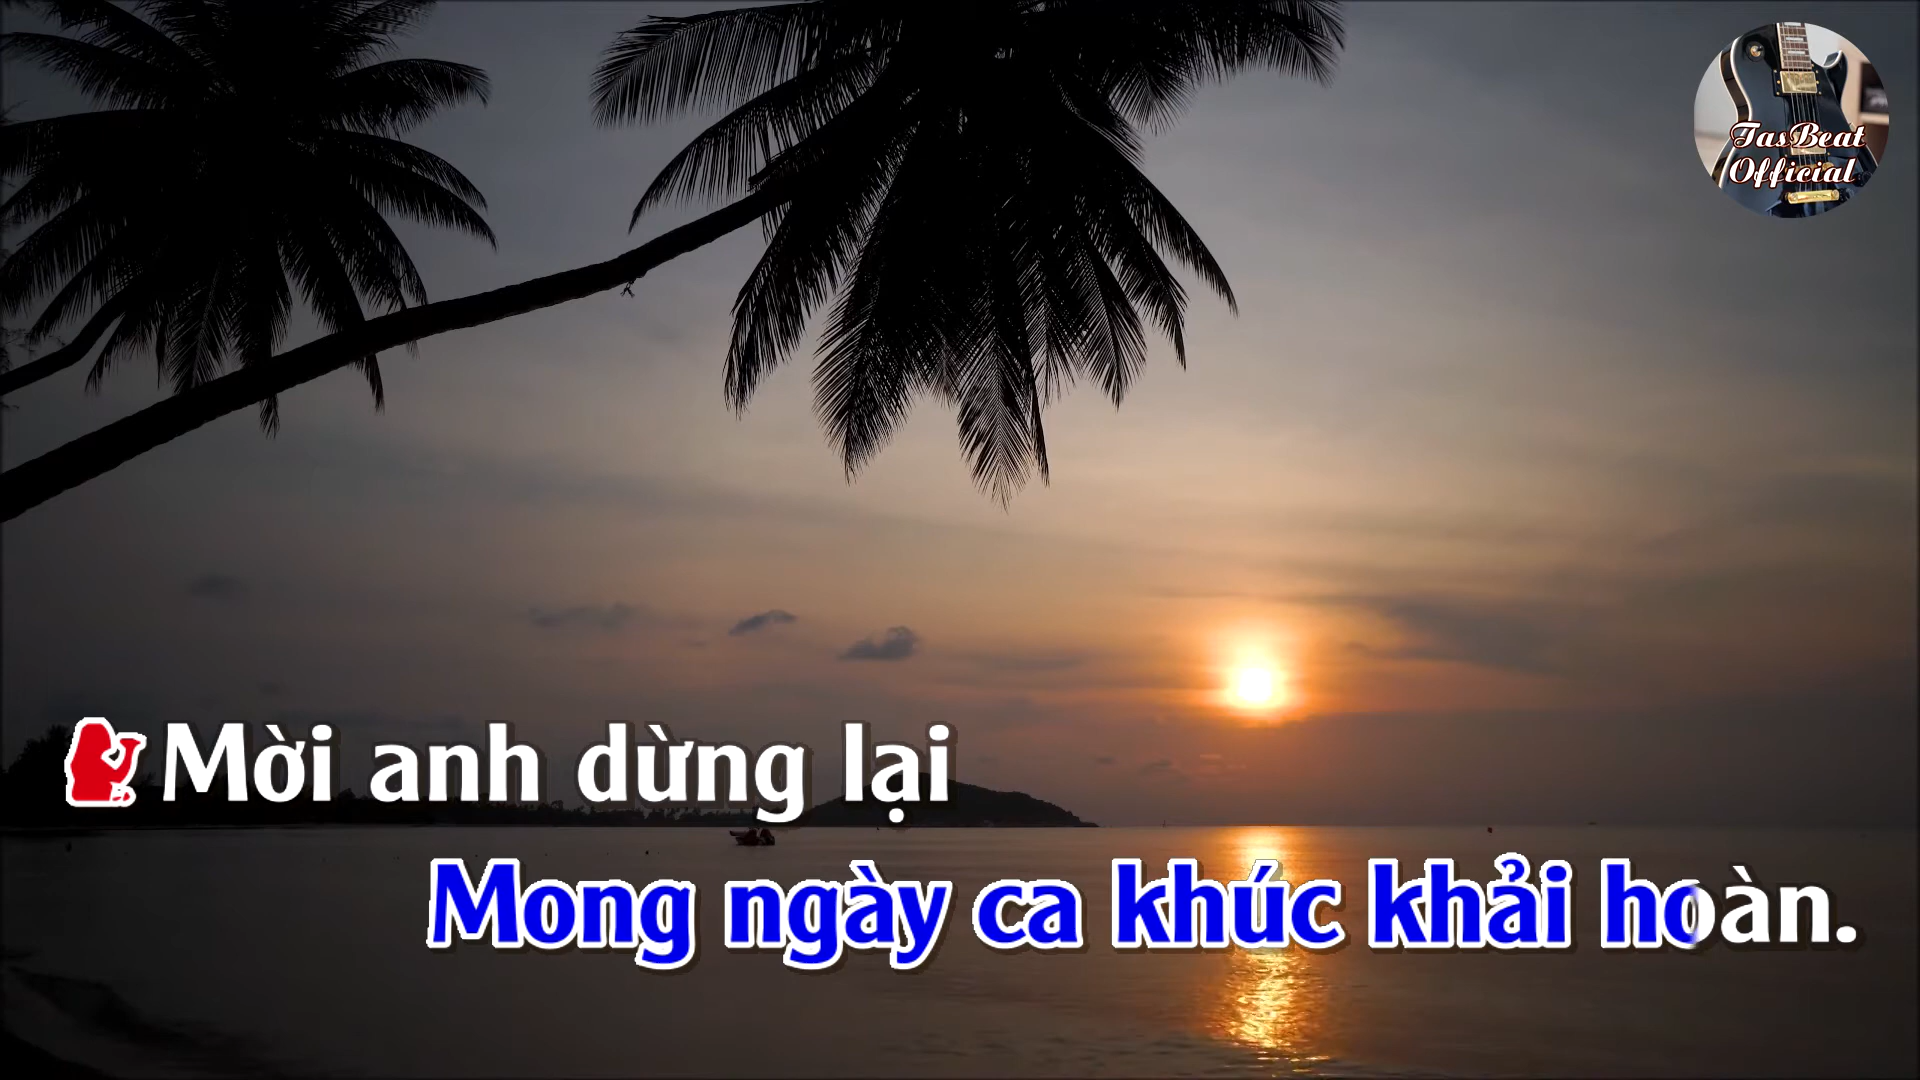 TasBeat
Official
Mời anh dừng lại
Mong ngày ca khúc khải hoàn.